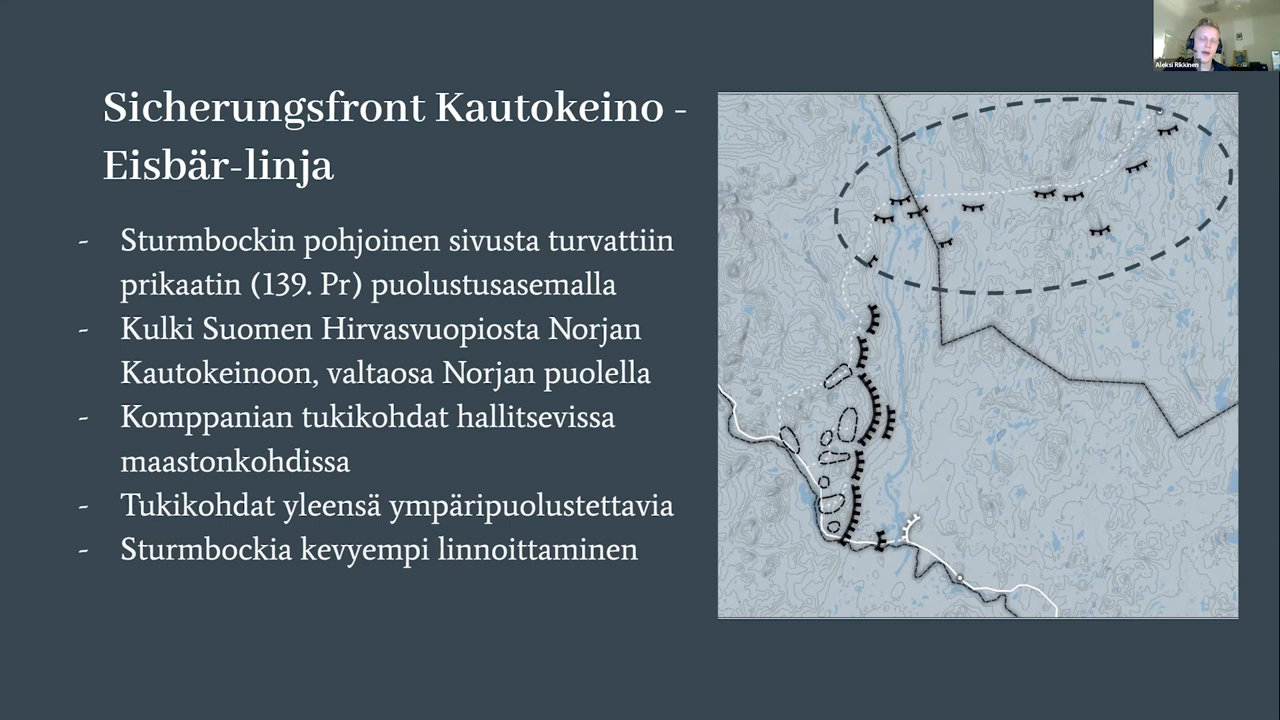 Aleksi Rikkinen
Sicherungsfront Kautokeino -
Eisbär-linja
- Sturmbockin pohjoinen sivusta turvattiin
prikaatin (139. Pr) puolustusasemalla
- Kulki Suomen Hirvasvuopiosta Norjan
Kautokeinoon, valtaosa Norjan puolella
- Komppanian tukikohdat hallitsevissa
maastonkohdissa
- Tukikohdat yleensä ympäripuolustettavia
- Sturmbockia kevyempi linnoittaminen